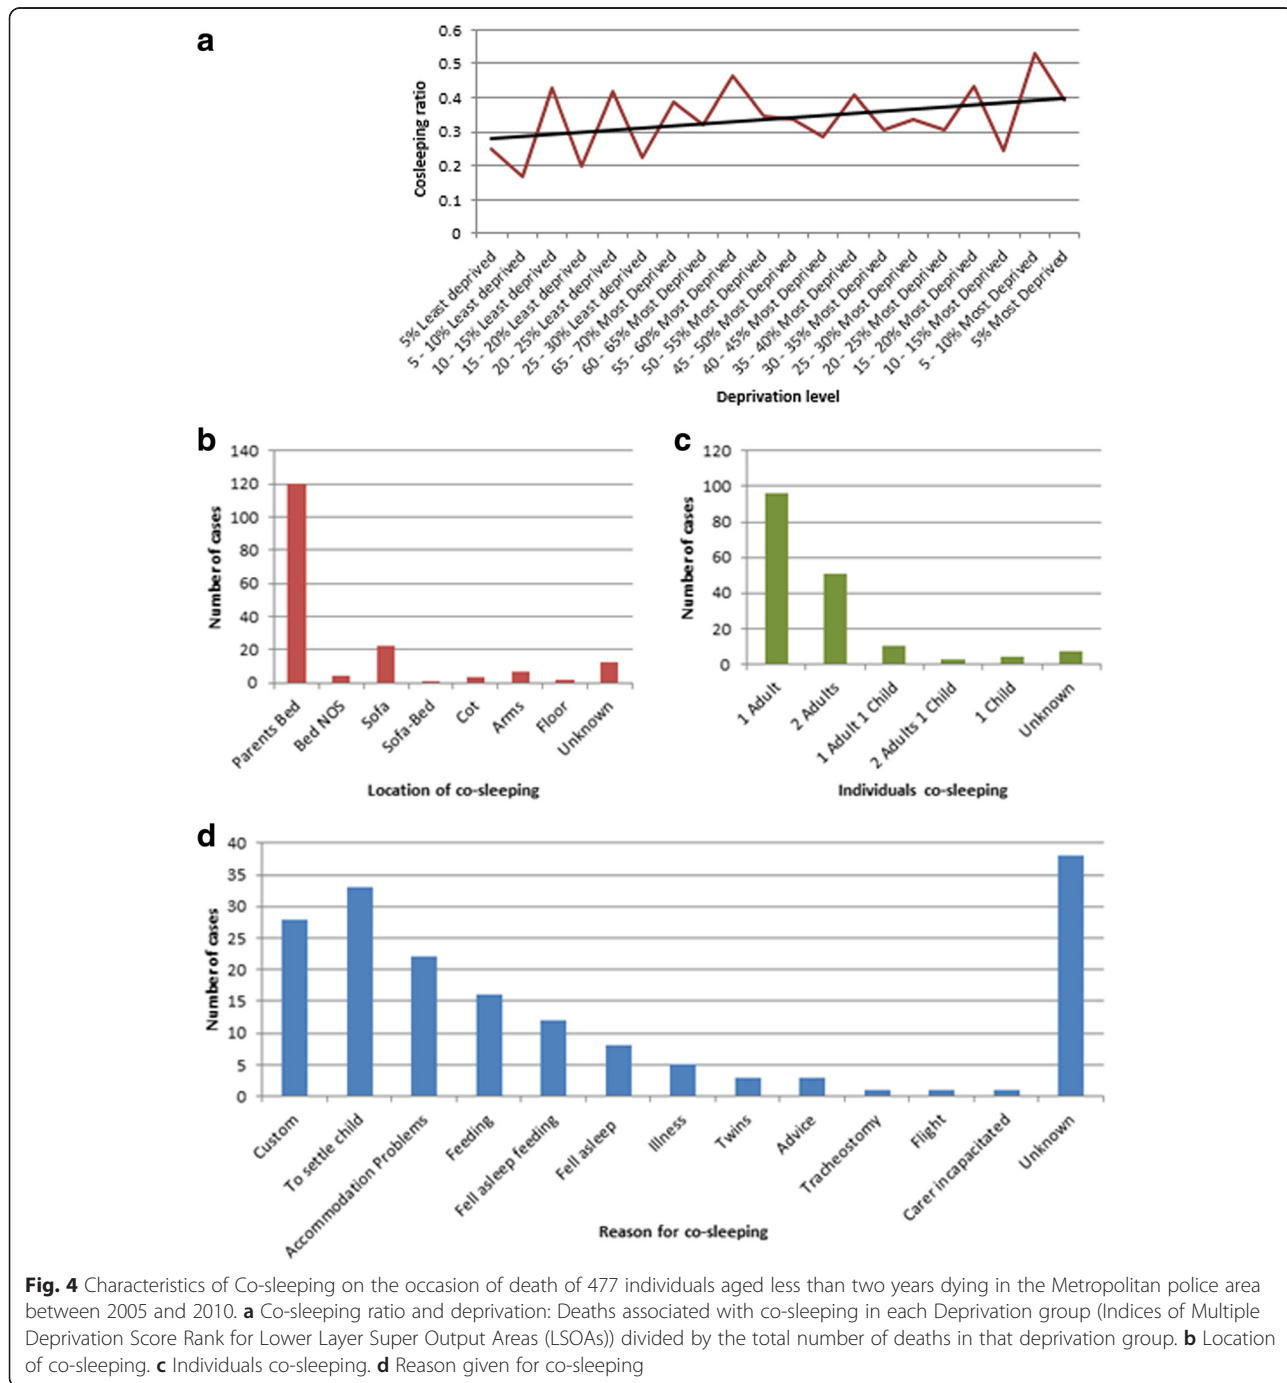 a
0.6
0.5
0.4
0.3
0.2
0.1
0
Cosleeping ratio
5% Least deprived
5 - 10% Least deprived
10 - 15% Least deprived
15 - 20% Least deprived
20 - 25% Least deprived
25 - 30% Least deprived
65 - 70% Most Deprived
60 - 65% Most Deprived
55 - 60% Most Deprived
50 - 55% Most Deprived
45 - 50% Most Deprived
40 - 45% Most Deprived
35 - 40% Most Deprived
30 - 35% Most Deprived
25 - 30% Most Deprived
20 - 25% Most Deprived
15 - 20% Most Deprived
10 - 15% Most Deprived
5 - 10% Most Deprived
5% Most Deprived
Deprivation level
b
140
120
100
80
60
40
20
0
Number of cases
Parents Bed
Bed NOS
Sofa
Sofa-Bed
Cot
Arms
Floor
Unknown
Location of co-sleeping
c
120
100
80
60
40
20
0
Number of cases
1 Adult
2 Adults
1 Adult 1 Child
2 Adults 1 Child
1 Child
Unknown
Individuals co-sleeping
d
40
35
30
25
20
15
10
5
0
Number of cases
Custom
To settle child
Accommodation Problems
Feeding
Fell asleep feeding
Fell asleep
Illness
Twins
Advice
Tracheostomy
Flight
Carer incapacitated
Unknown
Reason for co-sleeping
Fig. 4 Characteristics of Co-sleeping on the occasion of death of 477 individuals aged less than two years dying in the Metropolitan police area
between 2005 and 2010. a Co-sleeping ratio and deprivation: Deaths associated with co-sleeping in each Deprivation group (Indices of Multiple
Deprivation Score Rank for Lower Layer Super Output Areas (LSOAs)) divided by the total number of deaths in that deprivation group. b Location
of co-sleeping. c Individuals co-sleeping. d Reason given for co-sleeping